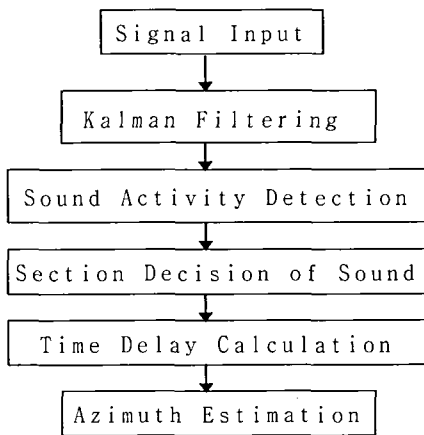 Signal Input
Kalman Filtering
Sound Activity Detection
Section Decision of Sound
Time Delay Calculation
Azimuth Estimation